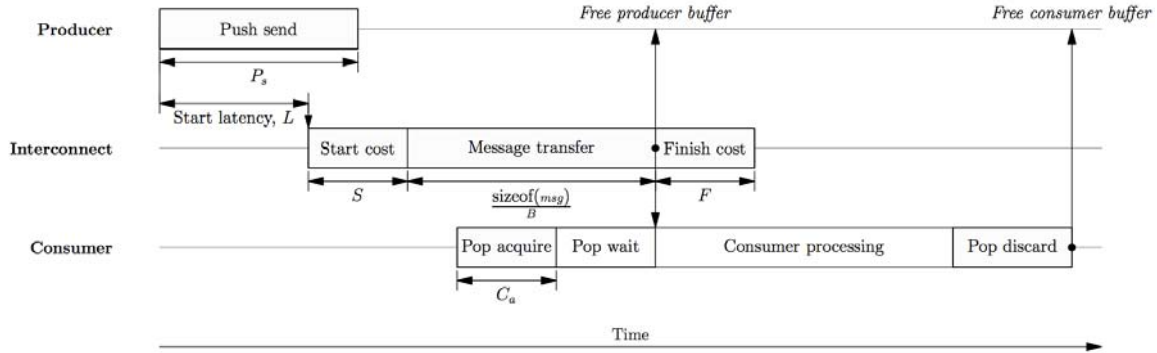 Free producer buffer
Free consumer buffer
Producer
Push send
P_s
Start latency, L
Interconnect
Start cost
Message transfer
Finish cost
S
sizeof(msg)
B
F
Consumer
Pop acquire
Pop wait
Consumer processing
Pop discard
C_a
Time